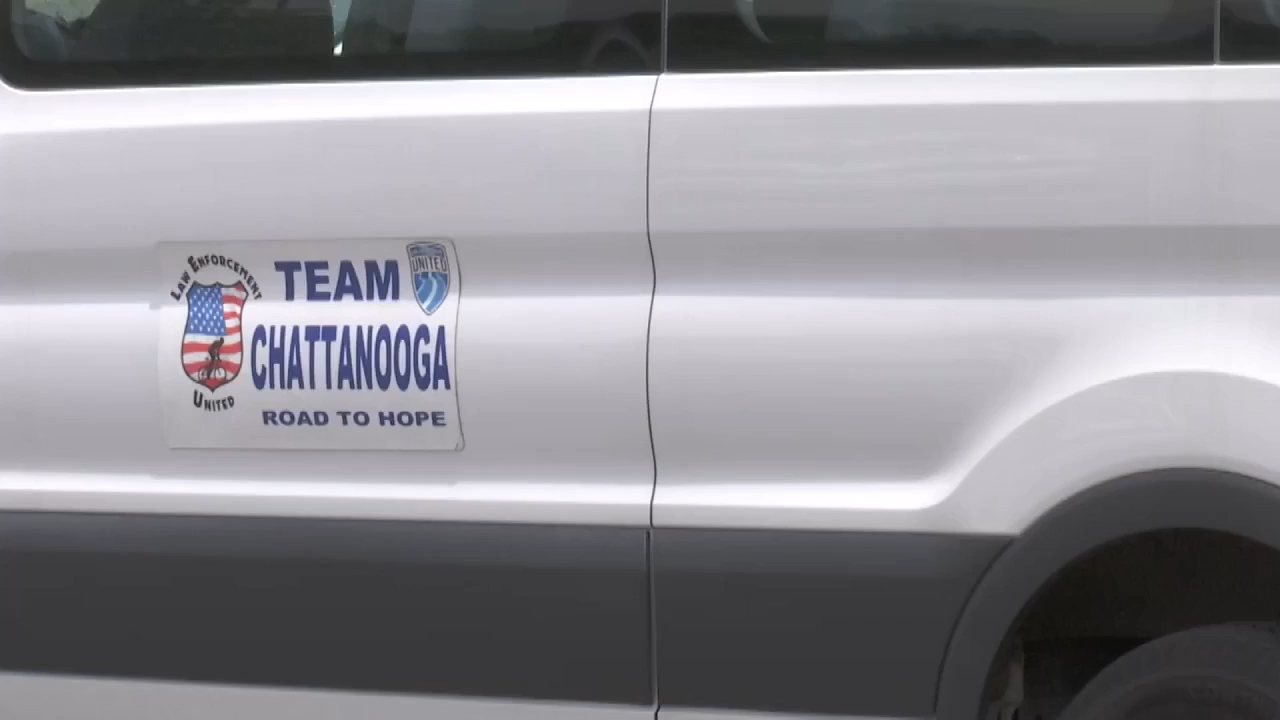 LAW ENFORCEMENT
UNITED
TEAM
UNITED
CHATTANOOGA
ROAD TO HOPE